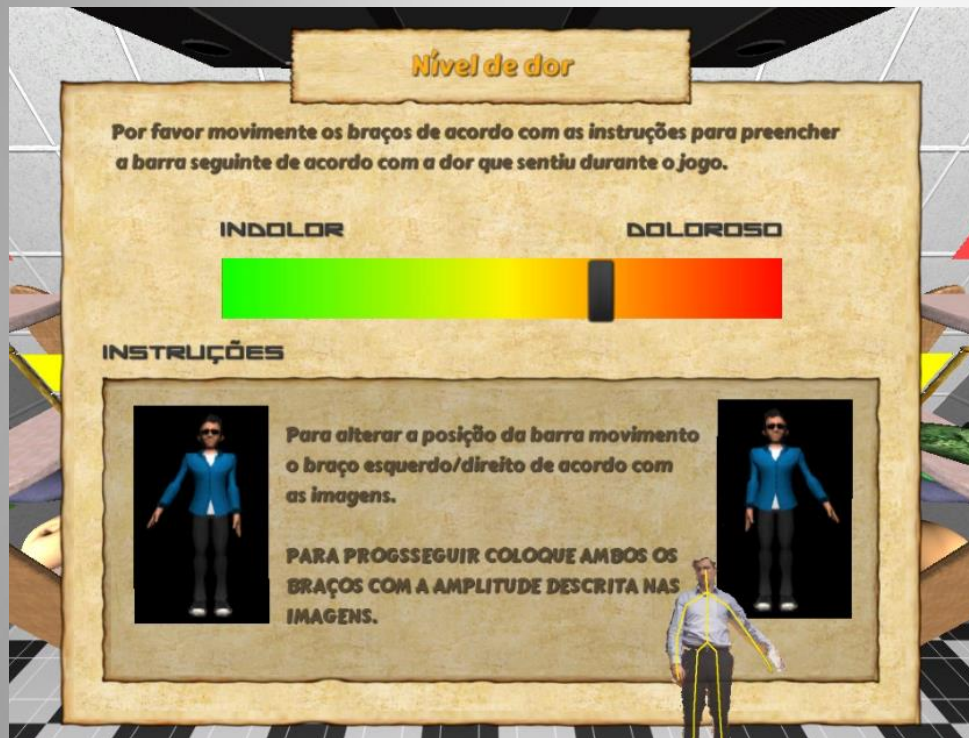 Nível de dor
Por favor movimente os braços de acordo com as instruções para preencher
a barra seguinte de acordo com a dor que sentiu durante o jogo.
INDOLOR DOLOROSO
INSTRUÇÕES
Para alterar a posição da barra movimento
o braço esquerdo/direito de acordo com
as imagens.
PARA PROGSSEGUIR COLOQUE AMBOS OS
BRAÇOS COM A AMPLITUDE DESCRITA NAS
IMAGENS.